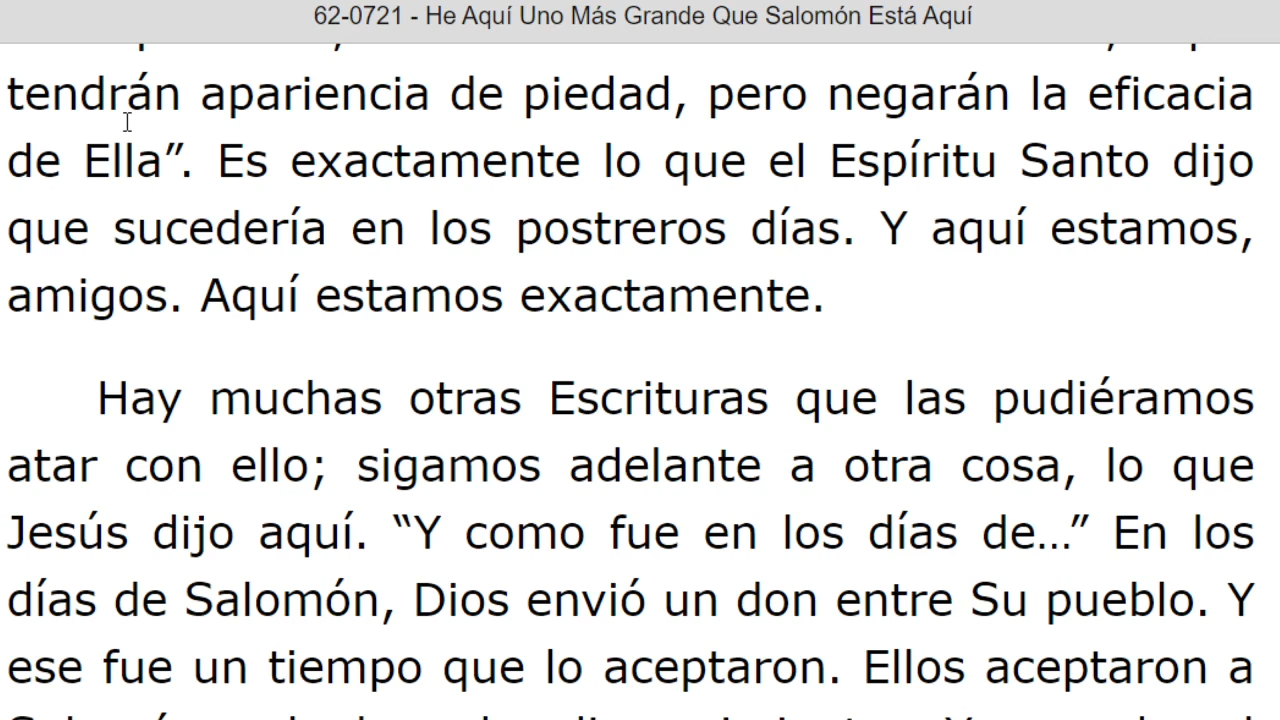 62-0721 - He Aquí Uno Más Grande Que Salomón Está Aquí
tendrán apariencia de piedad, pero negarán la eficacia
de Ella”. Es exactamente lo que el Espíritu Santo dijo
que sucedería en los postreros días. Y aquí estamos,
amigos. Aquí estamos exactamente.
Hay muchas otras Escrituras que las pudiéramos
atar con ello; sigamos adelante a otra cosa, lo que
Jesús dijo aquí. “Y como fue en los días de…” En los
días de Salomón, Dios envió un don entre Su pueblo. Y
ese fue un tiempo que lo aceptaron. Ellos aceptaron a